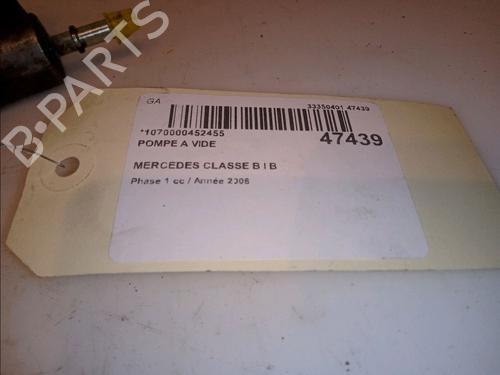 B-PARTS
GA
33350401 47439
*1070000452455
47439
POMPE A VIDE
MERCEDES CLASSE B I B
Phase 1 cc / Année 2006